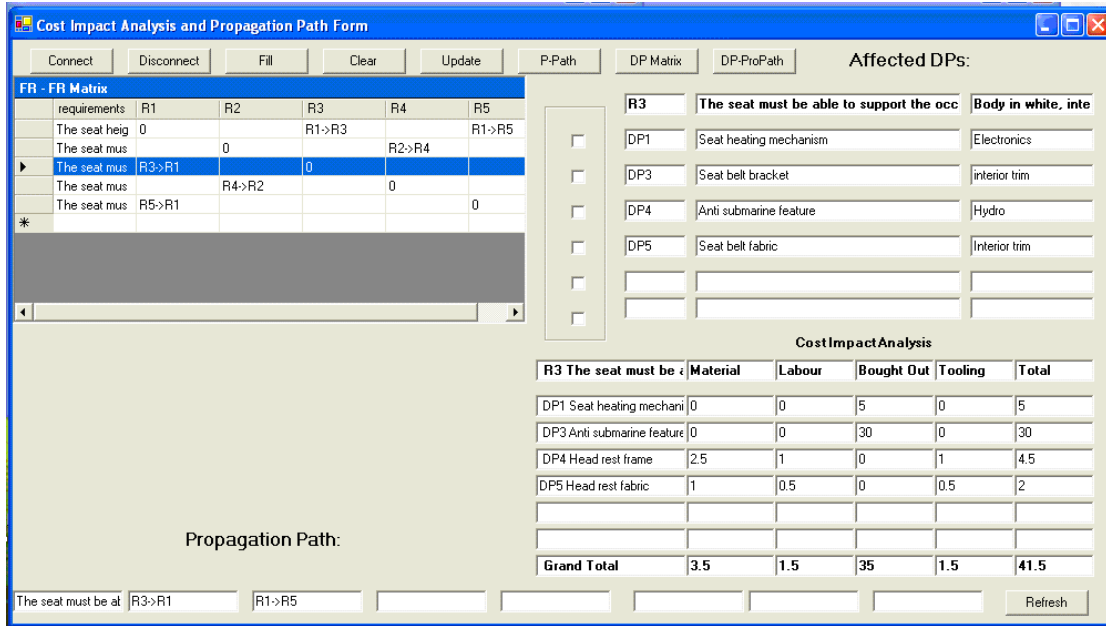 Cost Impact Analysis and Propagation Path Form
Connect Disconnect Fill Clear Update P-Path DP Matrix DP-ProPath Affected DPs:
FR - FR Matrix
requirements R1 R2 R3 R4 R5
The seat heig 0 R1->R3 R1->R5
The seat mus 0 R2->R4
The seat mus R3->R1 0
The seat mus R4->R2 0
The seat mus R5->R1 0
R3 The seat must be able to support the occ Body in white, inte
DP1 Seat heating mechanism Electronics
DP3 Seat belt bracket interior trim
DP4 Anti submarine feature Hydro
DP5 Seat belt fabric Interior trim
Cost Impact Analysis
R3 The seat must be a Material Labour Bought Out Tooling Total
DP1 Seat heating mechani 0 0 5 0 5
DP3 Anti submarine feature 0 0 30 0 30
DP4 Head rest frame 2.5 1 0 1 4.5
DP5 Head rest fabric 1 0.5 0 0.5 2
Grand Total 3.5 1.5 35 1.5 41.5
Propagation Path:
The seat must be at R3->R1 R1->R5 Refresh